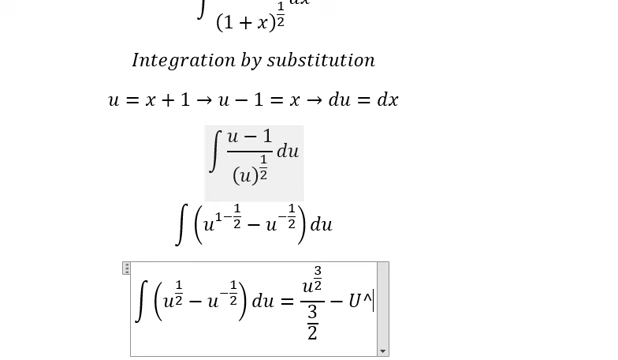 ∫ / (1 + x)^(1/2) dx
Integration by substitution
u = x + 1 → u − 1 = x → du = dx
∫ (u − 1)/(u)^(1/2) du
∫ (u^(1−1/2) − u^(−1/2)) du
∫ (u^(1/2) − u^(−1/2)) du = u^(3/2)/(3/2) − U^